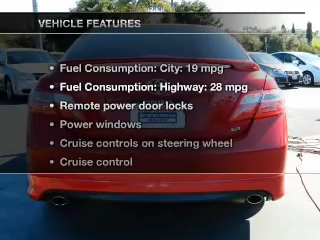 VEHICLE FEATURES
• Fuel Consumption: City: 19 mpg
• Fuel Consumption: Highway: 28 mpg
• Remote power door locks
• Power windows
• Cruise controls on steering wheel
• Cruise control